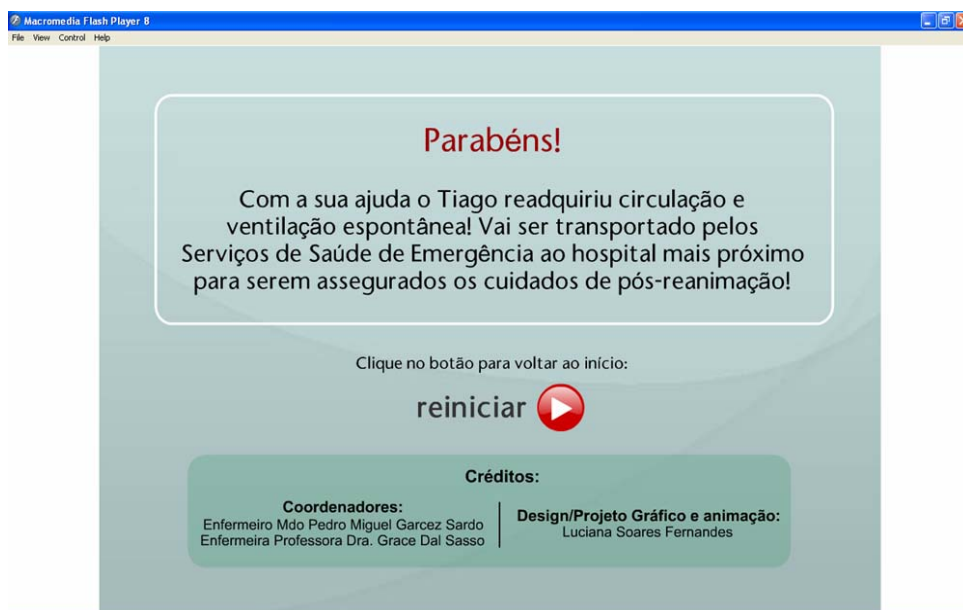 Macromedia Flash Player 8
File View Control Help
Parabéns!
Com a sua ajuda o Tiago readquiriu circulação e
ventilação espontânea! Vai ser transportado pelos
Serviços de Saúde de Emergência ao hospital mais próximo
para serem assegurados os cuidados de pós-reanimação!
Clique no botão para voltar ao início:
reiniciar
Créditos:
Coordenadores:
Enfermeiro Mdo Pedro Miguel Garcez Sardo
Enfermeira Professora Dra. Grace Dal Sasso
Design/Projeto Gráfico e animação:
Luciana Soares Fernandes